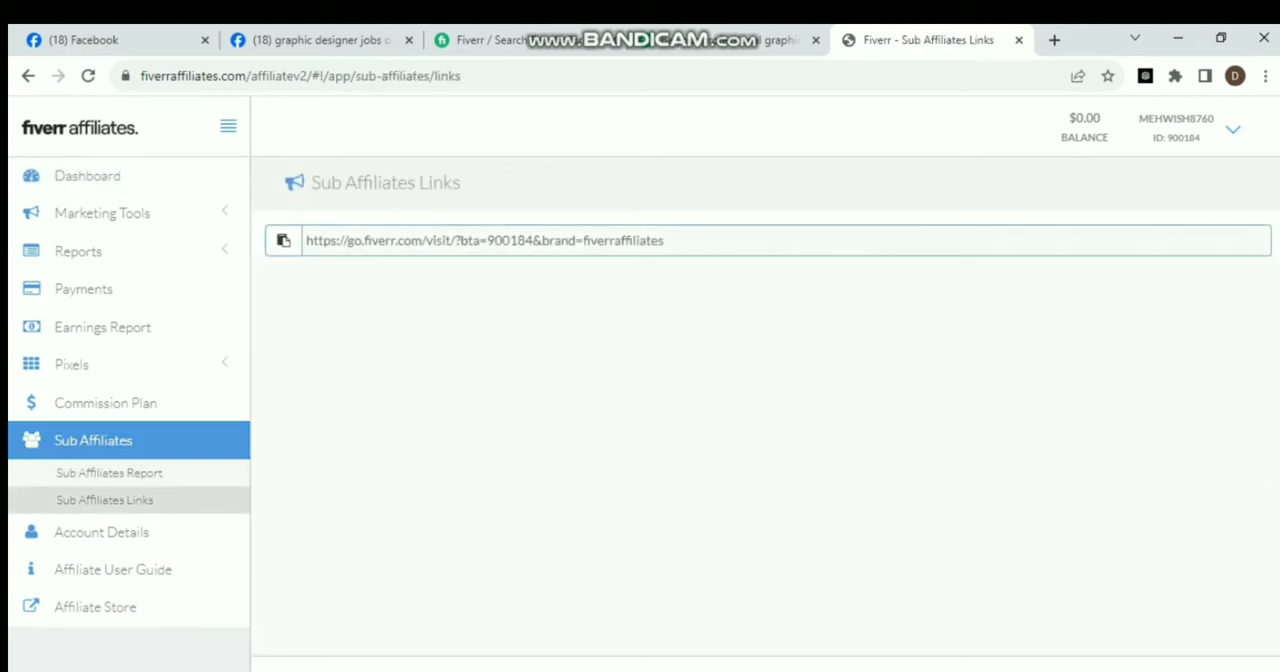 (18) Facebook
(18) graphic designer jobs o
Fiverr / Search
www.BANDICAM.com
graphi
Fiverr - Sub Affiliates Links
fiverraffiliates.com/affiliatev2/#!/app/sub-affiliates/links
D
fiverr affiliates.
$0.00
BALANCE
MEHWISH8760
ID: 900184
Dashboard
Marketing Tools
Reports
Payments
Earnings Report
Pixels
Commission Plan
Sub Affiliates
Sub Affiliates Report
Sub Affiliates Links
Account Details
Affiliate User Guide
Affiliate Store
Sub Affiliates Links
https://go.fiverr.com/visit/?bta=900184&brand=fiverraffiliates